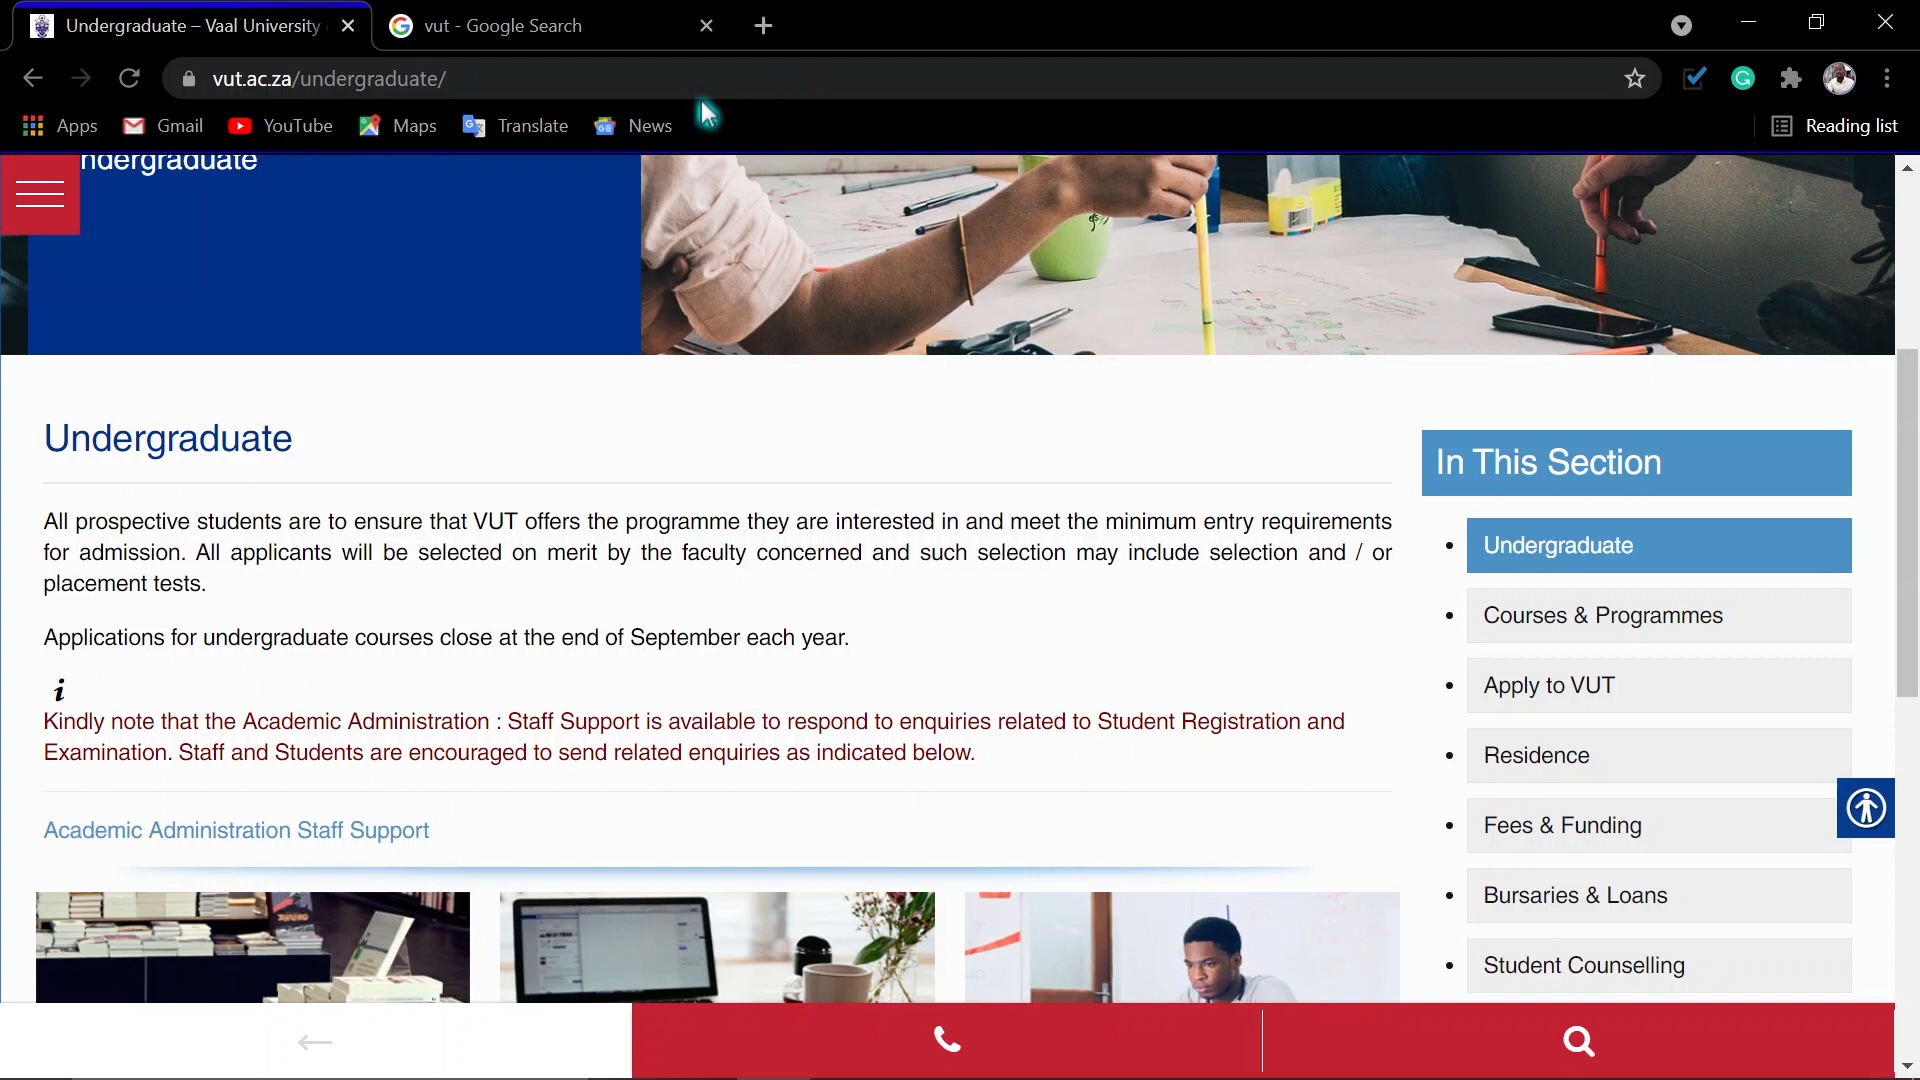 Undergraduate – Vaal University
vut - Google Search
vut.ac.za/undergraduate/
Apps
Gmail
YouTube
Maps
Translate
News
Reading list
ndergraduate
Undergraduate
All prospective students are to ensure that VUT offers the programme they are interested in and meet the minimum entry requirements
for admission. All applicants will be selected on merit by the faculty concerned and such selection may include selection and / or
placement tests.
Applications for undergraduate courses close at the end of September each year.
i
Kindly note that the Academic Administration : Staff Support is available to respond to enquiries related to Student Registration and
Examination. Staff and Students are encouraged to send related enquiries as indicated below.
Academic Administration Staff Support
In This Section
Undergraduate
Courses & Programmes
Apply to VUT
Residence
Fees & Funding
Bursaries & Loans
Student Counselling